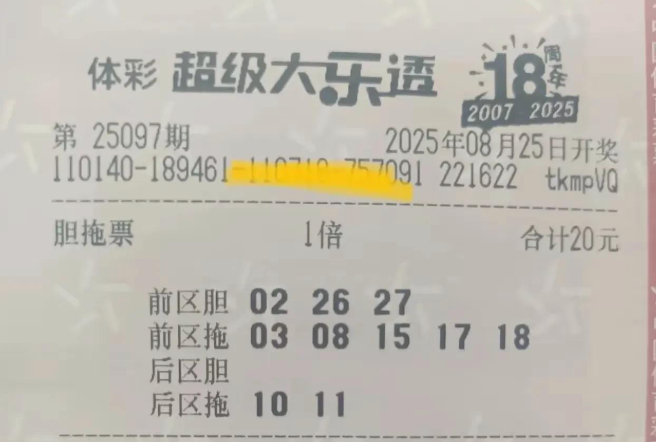 体彩 超级大乐透 18周年
2007 2025
第 25097期 2025年08月25日开奖
110140-189461 221622 tkmpVQ
胆拖票 1倍 合计20元
前区胆 02 26 27
前区拖 03 08 15 17 18
后区胆
后区拖 10 11